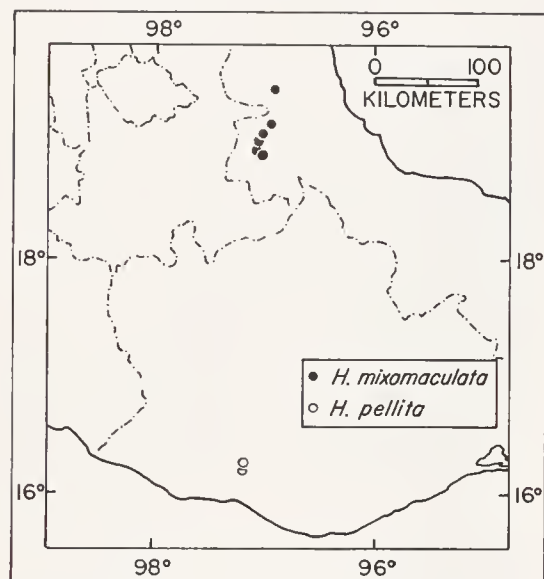 98° 96°
0 100
KILOMETERS
18° 18°
● H. mixomaculata
○ H. pellita
16° 16°
98° 96°